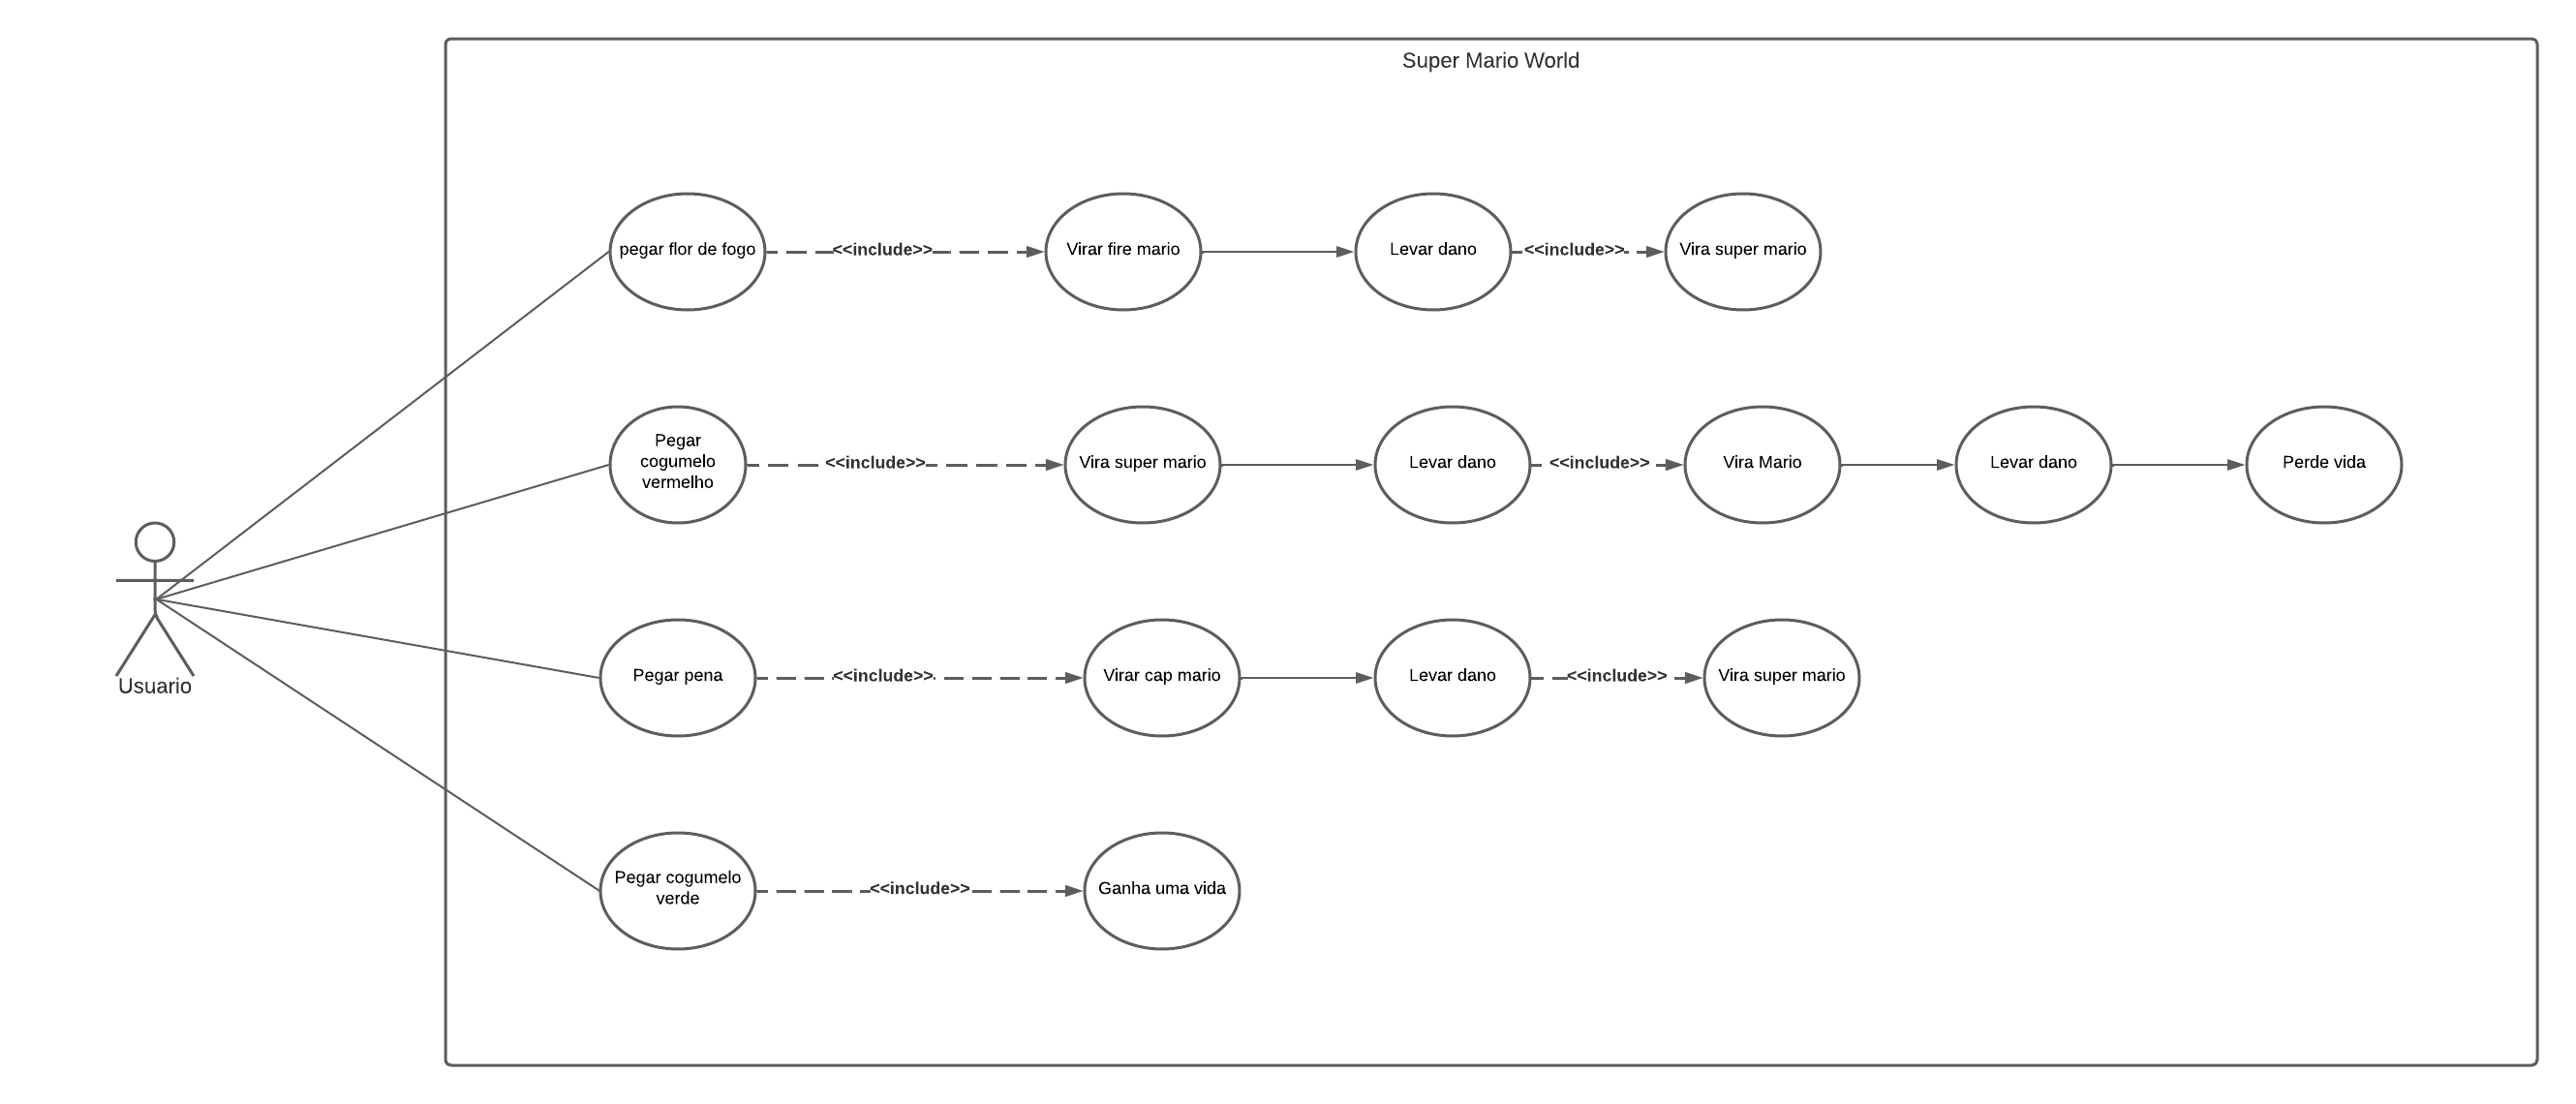 Super Mario World
pegar flor de fogo
<<include>>
Virar fire mario
Levar dano
<<include>>
Vira super mario
Pegar
cogumelo
vermelho
<<include>>
Vira super mario
Levar dano
<<include>>
Vira Mario
Levar dano
Perde vida
Usuario
Pegar pena
<<include>>
Virar cap mario
Levar dano
<<include>>
Vira super mario
Pegar cogumelo
verde
<<include>>
Ganha uma vida